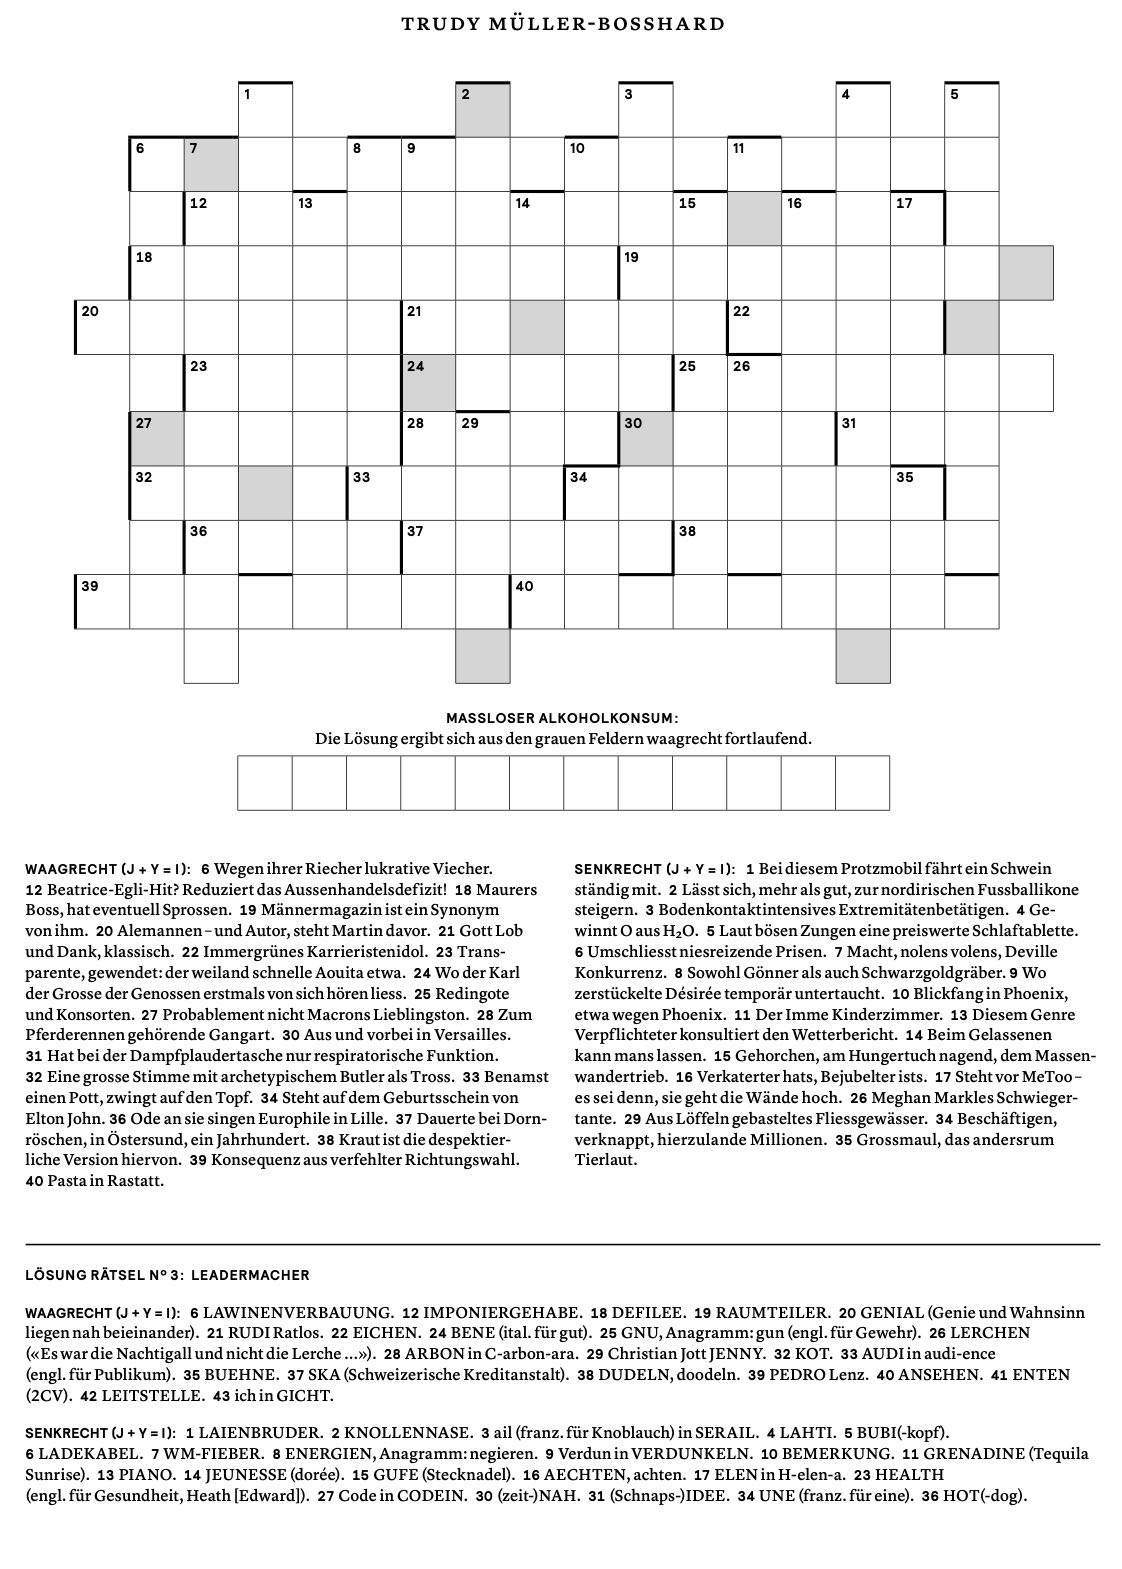 TRUDY MÜLLER-BOSSHARD
1 2 3 4 5
6 7 8 9 10 11
12 13 14 15 16 17
18 19
20 21 22
23 24 25 26
27 28 29 30 31
32 33 34 35
36 37 38
39 40
MASSLOSER ALKOHOLKONSUM:
Die Lösung ergibt sich aus den grauen Feldern waagrecht fortlaufend.
WAAGRECHT (J + Y = I): 6 Wegen ihrer Riecher lukrative Viecher.
12 Beatrice-Egli-Hit? Reduziert das Aussenhandelsdefizit! 18 Maurers
Boss, hat eventuell Sprossen. 19 Männermagazin ist ein Synonym
von ihm. 20 Alemannen – und Autor, steht Martin davor. 21 Gott Lob
und Dank, klassisch. 22 Immergrünes Karrieristenidol. 23 Trans-
parente, gewendet: der weiland schnelle Aouita etwa. 24 Wo der Karl
der Grosse der Genossen erstmals von sich hören liess. 25 Redingote
und Konsorten. 27 Probablement nicht Macrons Lieblingston. 28 Zum
Pferderennen gehörende Gangart. 30 Aus und vorbei in Versailles.
31 Hat bei der Dampfplaudertasche nur respiratorische Funktion.
32 Eine grosse Stimme mit archetypischem Butler als Tross. 33 Benamst
einen Pott, zwingt auf den Topf. 34 Steht auf dem Geburtsschein von
Elton John. 36 Ode an sie singen Europhile in Lille. 37 Dauerte bei Dorn-
röschen, in Östersund, ein Jahrhundert. 38 Kraut ist die despektier-
liche Version hiervon. 39 Konsequenz aus verfehlter Richtungswahl.
40 Pasta in Rastatt.
SENKRECHT (J + Y = I): 1 Bei diesem Protzmobil fährt ein Schwein
ständig mit. 2 Lässt sich, mehr als gut, zur nordirischen Fussballikone
steigern. 3 Bodenkontaktintensives Extremitätenbetätigen. 4 Ge-
winnt O aus H₂O. 5 Laut bösen Zungen eine preiswerte Schlaftablette.
6 Umschliesst niesreizende Prisen. 7 Macht, nolens volens, Deville
Konkurrenz. 8 Sowohl Gönner als auch Schwarzgoldgräber. 9 Wo
zerstückelte Désirée temporär untertaucht. 10 Blickfang in Phoenix,
etwa wegen Phoenix. 11 Der Imme Kinderzimmer. 13 Diesem Genre
Verpflichteter konsultiert den Wetterbericht. 14 Beim Gelassenen
kann mans lassen. 15 Gehorchen, am Hungertuch nagend, dem Massen-
wandertrieb. 16 Verkaterter hats, Bejubelter ists. 17 Steht vor MeToo –
es sei denn, sie geht die Wände hoch. 26 Meghan Markles Schwieger-
tante. 29 Aus Löffeln gebasteltes Fliessgewässer. 34 Beschäftigen,
verknappt, hierzulande Millionen. 35 Grossmaul, das andersrum
Tierlaut.
LÖSUNG RÄTSEL Nº 3: LEADERMACHER
WAAGRECHT (J + Y = I): 6 LAWINENVERBAUUNG. 12 IMPONIERGEHABE. 18 DEFILEE. 19 RAUMTEILER. 20 GENIAL (Genie und Wahnsinn
liegen nah beieinander). 21 RUDI Ratlos. 22 EICHEN. 24 BENE (ital. für gut). 25 GNU, Anagramm: gun (engl. für Gewehr). 26 LERCHEN
(«Es war die Nachtigall und nicht die Lerche ...»). 28 ARBON in C-arbon-ara. 29 Christian Jott JENNY. 32 KOT. 33 AUDI in audi-ence
(engl. für Publikum). 35 BUEHNE. 37 SKA (Schweizerische Kreditanstalt). 38 DUDELN, doodeln. 39 PEDRO Lenz. 40 ANSEHEN. 41 ENTEN
(2CV). 42 LEITSTELLE. 43 ich in GICHT.
SENKRECHT (J + Y = I): 1 LAIENBRUDER. 2 KNOLLENNASE. 3 ail (franz. für Knoblauch) in SERAIL. 4 LAHTI. 5 BUBI(-kopf).
6 LADEKABEL. 7 WM-FIEBER. 8 ENERGIEN, Anagramm: negieren. 9 Verdun in VERDUNKELN. 10 BEMERKUNG. 11 GRENADINE (Tequila
Sunrise). 13 PIANO. 14 JEUNESSE (dorée). 15 GUFE (Stecknadel). 16 AECHTEN, achten. 17 ELEN in H-elen-a. 23 HEALTH
(engl. für Gesundheit, Heath [Edward]). 27 Code in CODEIN. 30 (zeit-)NAH. 31 (Schnaps-)IDEE. 34 UNE (franz. für eine). 36 HOT(-dog).